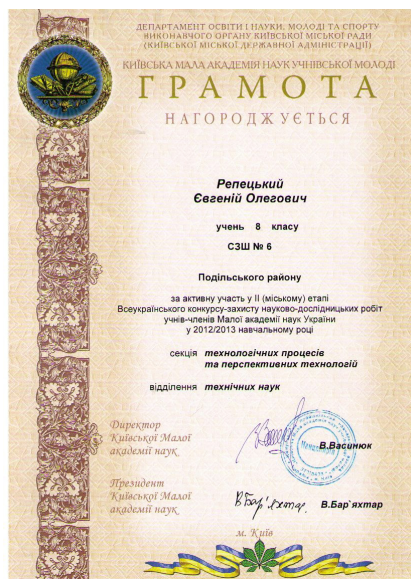 ДЕПАРТАМЕНТ ОСВІТИ І НАУКИ, МОЛОДІ ТА СПОРТУ
ВИКОНАВЧОГО ОРГАНУ КИЇВСЬКОЇ МІСЬКОЇ РАДИ
(КИЇВСЬКОЇ МІСЬКОЇ ДЕРЖАВНОЇ АДМІНІСТРАЦІЇ)
КИЇВСЬКА МАЛА АКАДЕМІЯ НАУК УЧНІВСЬКОЇ МОЛОДІ
ГРАМОТА
НАГОРОДЖУЄТЬСЯ
Репецький
Євгеній Олегович
учень 8 класу
СЗШ № 6
Подільського району
за активну участь у ІІ (міському) етапі
Всеукраїнського конкурсу-захисту науково-дослідницьких робіт
учнів-членів Малої академії наук України
у 2012/2013 навчальному році
секція технологічних процесів
та перспективних технологій
відділення технічних наук
Директор
Київської Малої
академії наук
В.Васинюк
Президент
Київської Малої
академії наук
В.Бар`яхтар
м. Київ